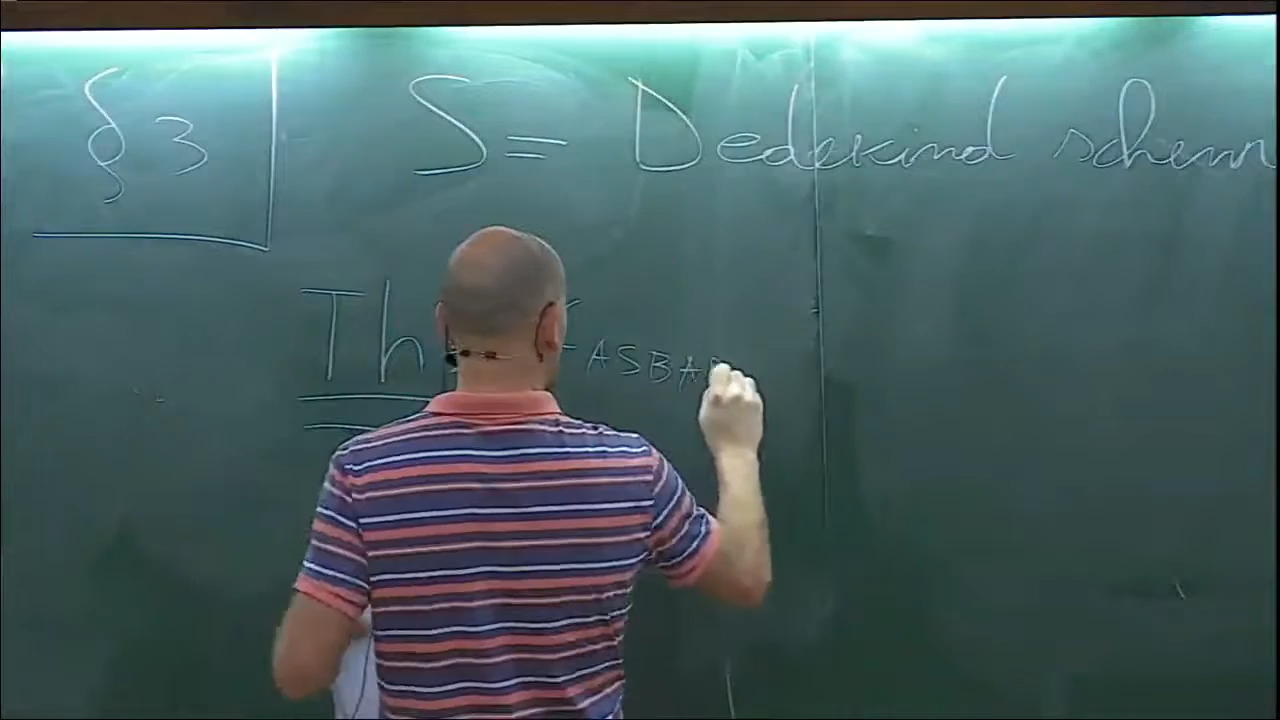 §3 S = Dedekind schem
Th ASBA